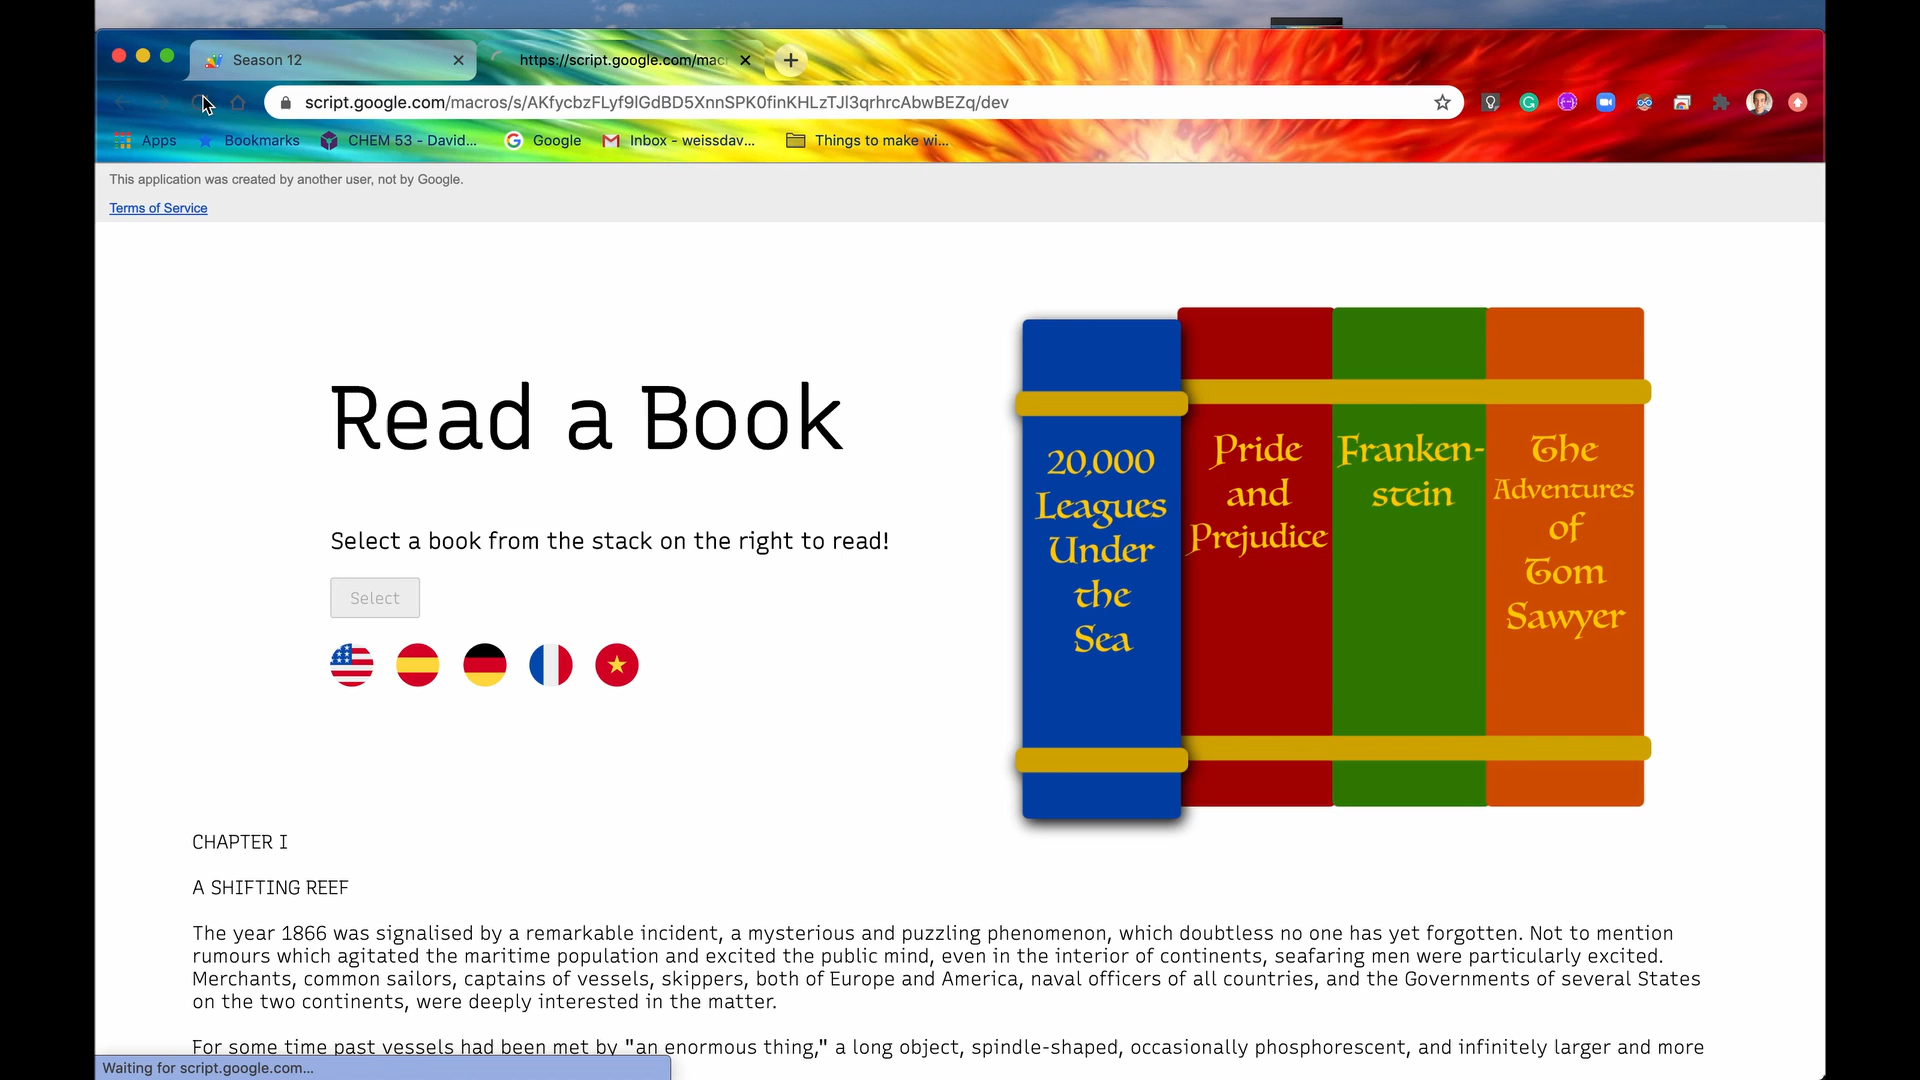 Season 12
https://script.google.com/mac
script.google.com/macros/s/AKfycbzFLyf9lGdBD5XnnSPK0finKHLzTJl3qrhrcAbwBEZq/dev
Apps
Bookmarks
CHEM 53 - David...
Google
Inbox - weissdav...
Things to make wi...
This application was created by another user, not by Google.
Terms of Service
Read a Book
Select a book from the stack on the right to read!
Select
20,000
Leagues
Under
the
Sea
Pride
and
Prejudice
Franken-
stein
The
Adventures
of
Tom
Sawyer
CHAPTER I
A SHIFTING REEF
The year 1866 was signalised by a remarkable incident, a mysterious and puzzling phenomenon, which doubtless no one has yet forgotten. Not to mention
rumours which agitated the maritime population and excited the public mind, even in the interior of continents, seafaring men were particularly excited.
Merchants, common sailors, captains of vessels, skippers, both of Europe and America, naval officers of all countries, and the Governments of several States
on the two continents, were deeply interested in the matter.
For some time past vessels had been met by "an enormous thing," a long object, spindle-shaped, occasionally phosphorescent, and infinitely larger and more
Waiting for script.google.com...